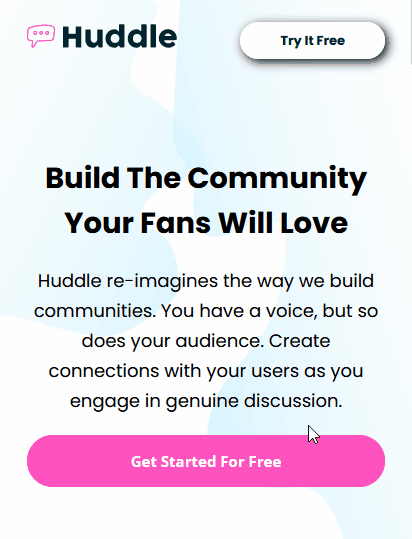 Huddle
Try It Free
Build The Community
Your Fans Will Love
Huddle re-imagines the way we build
communities. You have a voice, but so
does your audience. Create
connections with your users as you
engage in genuine discussion.
Get Started For Free